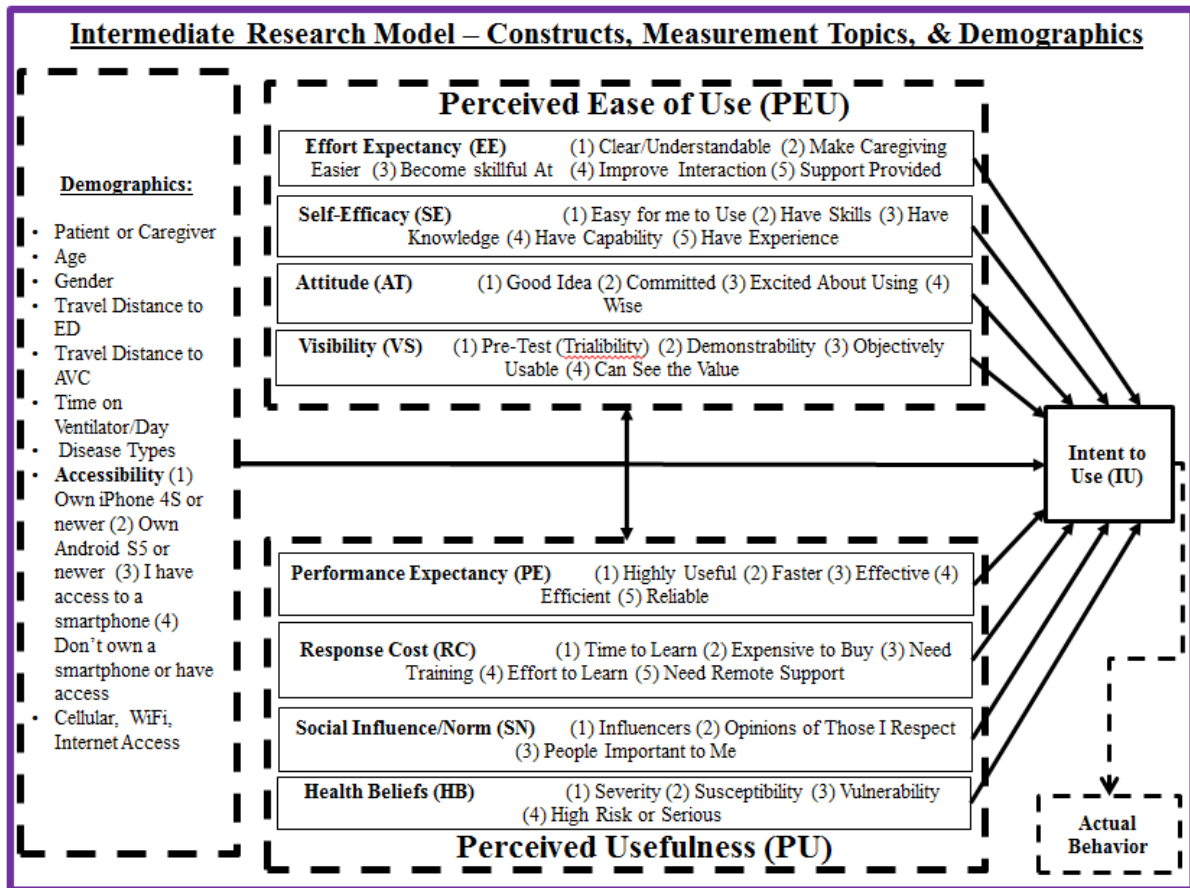 Intermediate Research Model – Constructs, Measurement Topics, & Demographics
Demographics:
• Patient or Caregiver
• Age
• Gender
• Travel Distance to
ED
• Travel Distance to
AVC
• Time on
Ventilator/Day
• Disease Types
• Accessibility (1)
Own iPhone 4S or
newer (2) Own
Android S5 or
newer (3) I have
access to a
smartphone (4)
Don't own a
smartphone or have
access
• Cellular, WiFi,
Internet Access
Perceived Ease of Use (PEU)
Effort Expectancy (EE) (1) Clear/Understandable (2) Make Caregiving
Easier (3) Become skillful At (4) Improve Interaction (5) Support Provided
Self-Efficacy (SE) (1) Easy for me to Use (2) Have Skills (3) Have
Knowledge (4) Have Capability (5) Have Experience
Attitude (AT) (1) Good Idea (2) Committed (3) Excited About Using (4)
Wise
Visibility (VS) (1) Pre-Test (Trialibility) (2) Demonstrability (3) Objectively
Usable (4) Can See the Value
Performance Expectancy (PE) (1) Highly Useful (2) Faster (3) Effective (4)
Efficient (5) Reliable
Response Cost (RC) (1) Time to Learn (2) Expensive to Buy (3) Need
Training (4) Effort to Learn (5) Need Remote Support
Social Influence/Norm (SN) (1) Influencers (2) Opinions of Those I Respect
(3) People Important to Me
Health Beliefs (HB) (1) Severity (2) Susceptibility (3) Vulnerability
(4) High Risk or Serious
Perceived Usefulness (PU)
Intent to
Use (IU)
Actual
Behavior